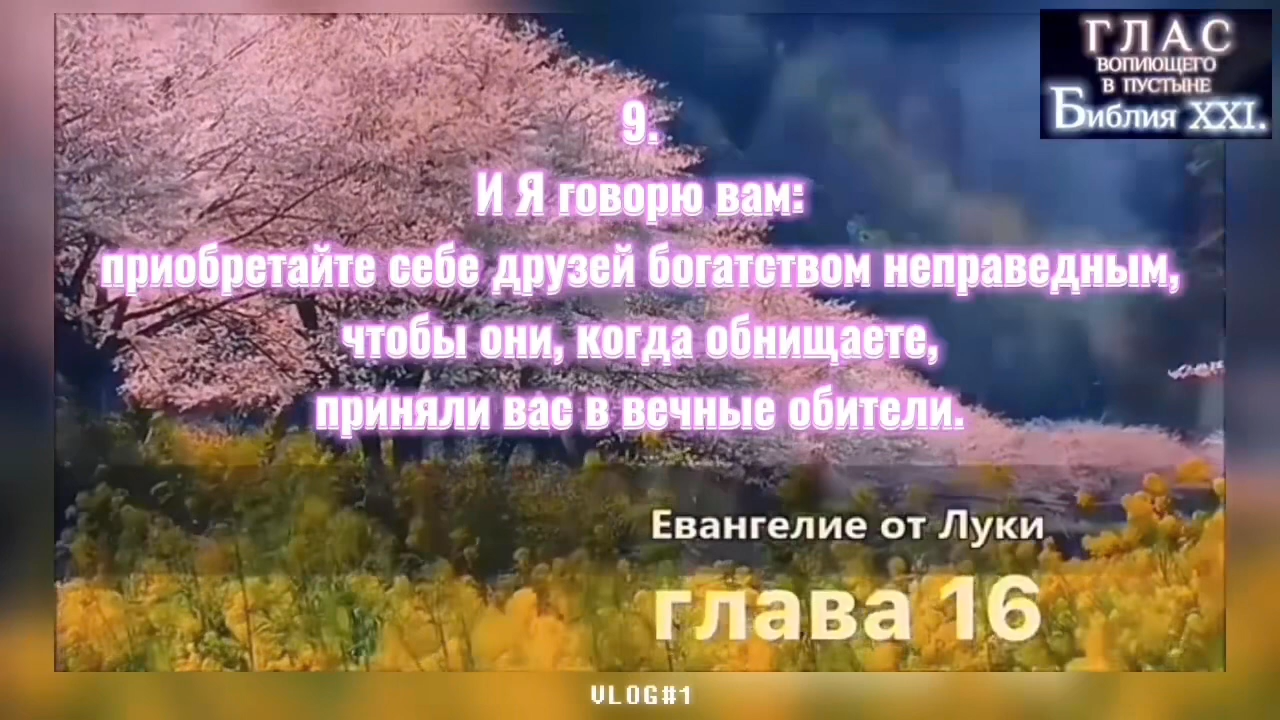 ГЛАС
ВОПИЮЩЕГО
В ПУСТЫНЕ
Библия XXI.
9.
И Я говорю вам:
приобретайте себе друзей богатством неправедным,
чтобы они, когда обнищаете,
приняли вас в вечные обители.
Евангелие от Луки
глава 16
VLOG#1